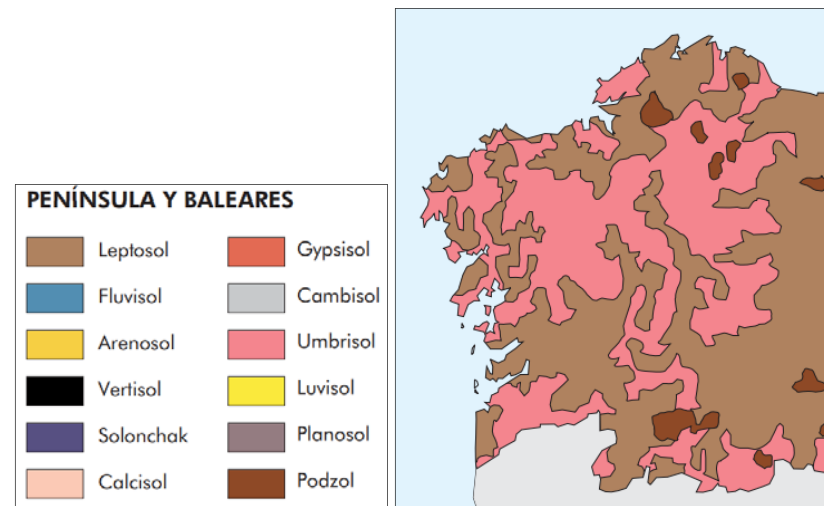 PENÍNSULA Y BALEARES
Leptosol Gypsisol
Fluvisol Cambisol
Arenosol Umbrisol
Vertisol Luvisol
Solonchak Planosol
Calcisol Podzol